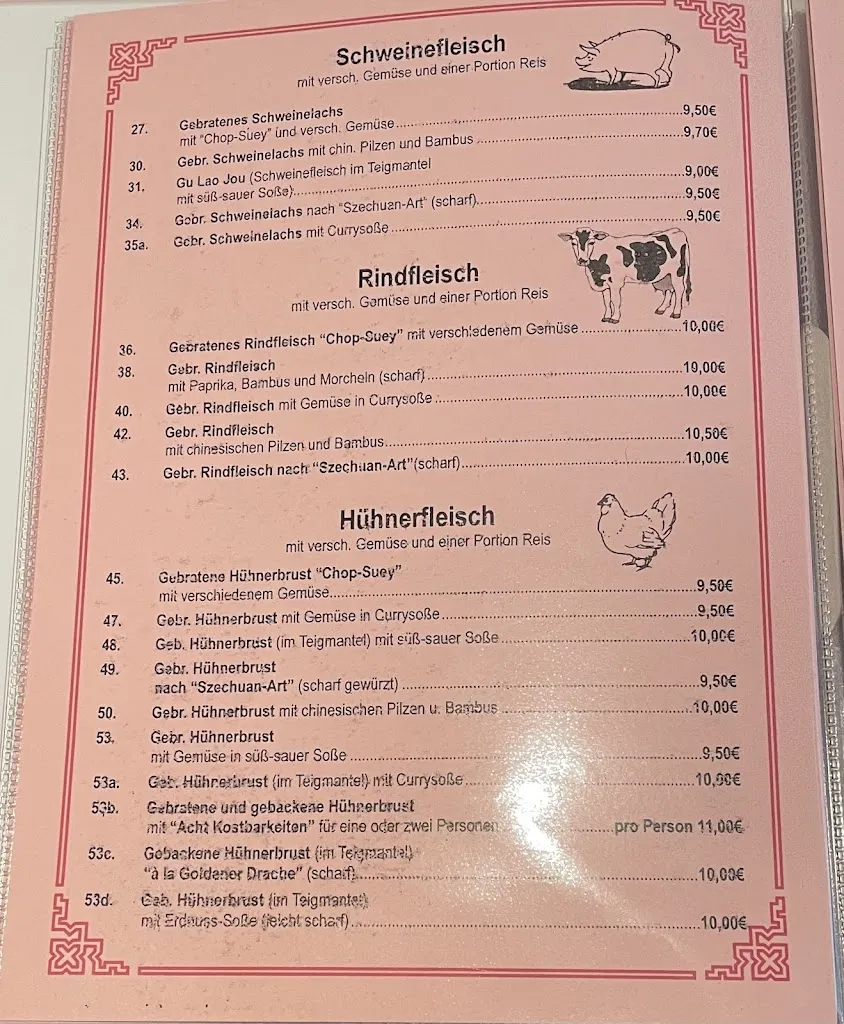 Schweinefleisch
mit versch. Gemüse und einer Portion Reis
27. Gebratenes Schweinelachs
mit "Chop-Suey" und versch. Gemüse 9,50€
30. Gebr. Schweinelachs mit chin. Pilzen und Bambus 9,70€
31. Gu Lao Jou (Schweinefleisch im Teigmantel
mit süß-sauer Soße) 9,00€
34. Gebr. Schweinelachs nach "Szechuan-Art" (scharf) 9,50€
35a. Gebr. Schweinelachs mit Currysoße 9,50€
Rindfleisch
mit versch. Gemüse und einer Portion Reis
36. Gebratenes Rindfleisch "Chop-Suey" mit verschiedenem Gemüse 10,00€
38. Gebr. Rindfleisch
mit Paprika, Bambus und Morcheln (scharf) 10,00€
40. Gebr. Rindfleisch mit Gemüse in Currysoße 10,00€
42. Gebr. Rindfleisch
mit chinesischen Pilzen und Bambus 10,50€
43. Gebr. Rindfleisch nach "Szechuan-Art"(scharf) 10,00€
Hühnerfleisch
mit versch. Gemüse und einer Portion Reis
45. Gebratene Hühnerbrust "Chop-Suey"
mit verschiedenem Gemüse 9,50€
47. Gebr. Hühnerbrust mit Gemüse in Currysoße 9,50€
48. Geb. Hühnerbrust (im Teigmantel) mit süß-sauer Soße 10,00€
49. Gebr. Hühnerbrust
nach "Szechuan-Art" (scharf gewürzt) 9,50€
50. Gebr. Hühnerbrust mit chinesischen Pilzen u. Bambus 10,00€
53. Gebr. Hühnerbrust
mit Gemüse in süß-sauer Soße 9,50€
53a. Geb. Hühnerbrust (im Teigmantel) mit Currysoße 10,00€
53b. Gebratene und gebackene Hühnerbrust
mit "Acht Kostbarkeiten" für eine oder zwei Personen pro Person 11,00€
53c. Gebackene Hühnerbrust (im Teigmantel)
"à la Goldener Drache" (scharf) 10,00€
53d. Geb. Hühnerbrust (im Teigmantel)
mit Erdnuss-Soße (leicht scharf) 10,00€